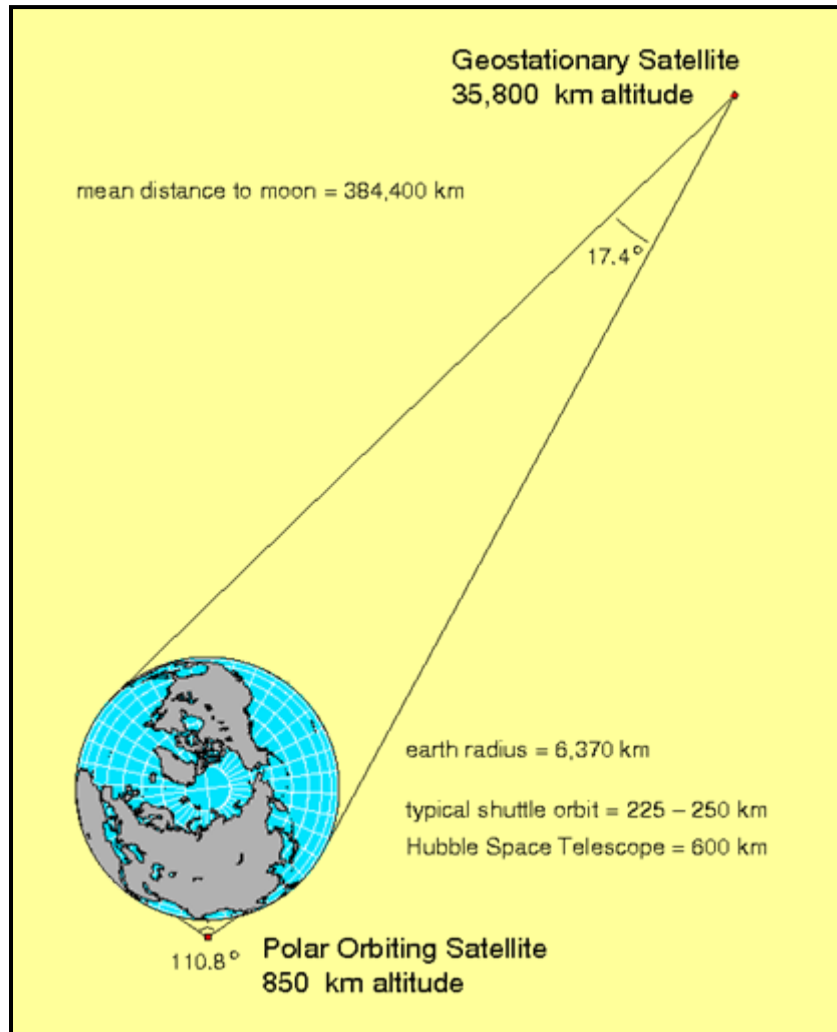 Geostationary Satellite
35,800 km altitude
mean distance to moon = 384,400 km
17.4°
earth radius = 6,370 km
typical shuttle orbit = 225 – 250 km
Hubble Space Telescope = 600 km
110.8°
Polar Orbiting Satellite
850 km altitude